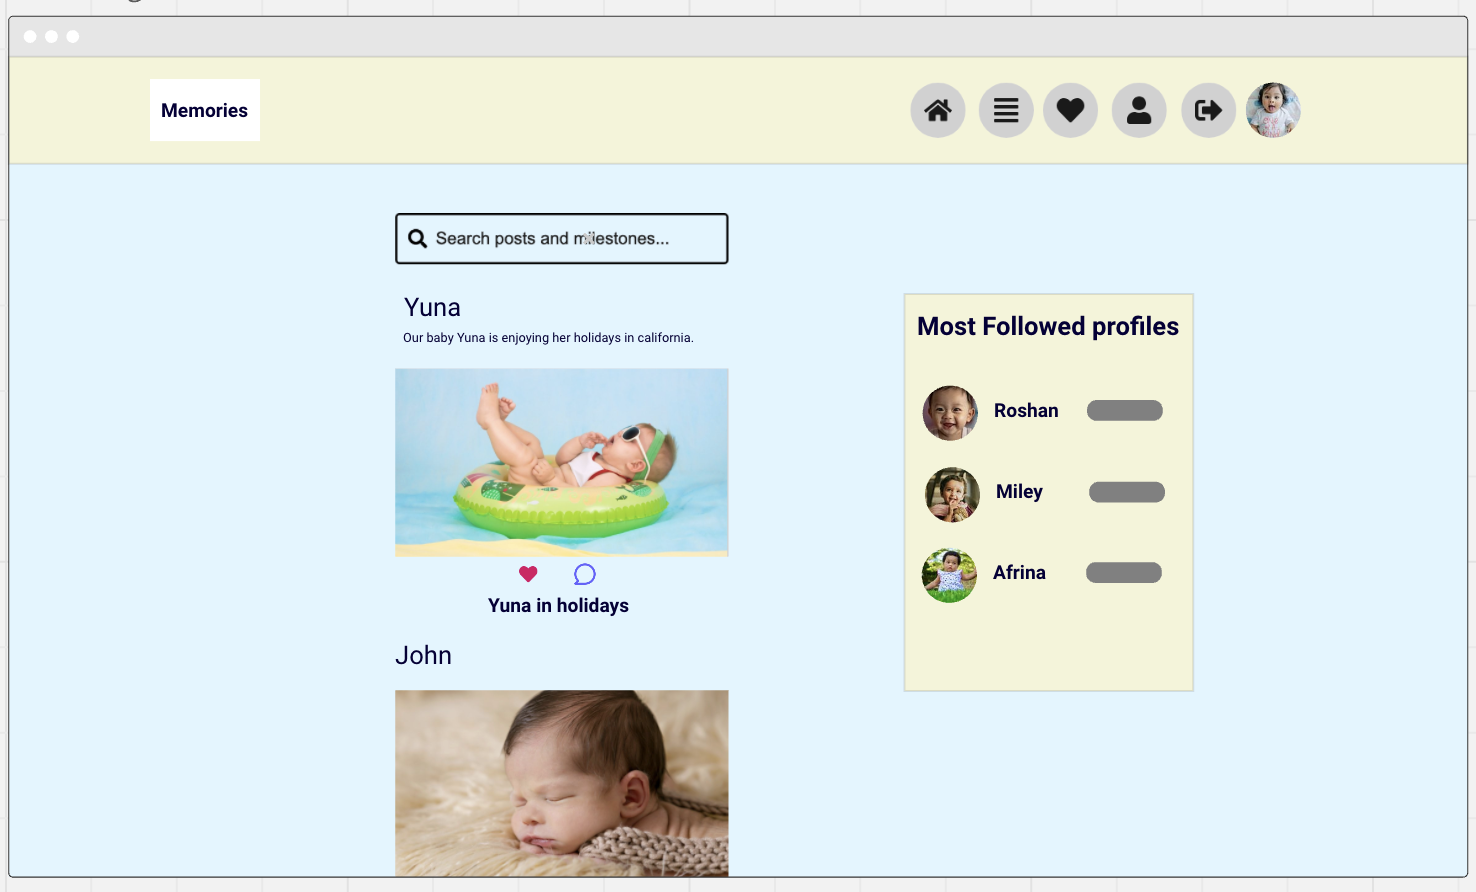 Memories
Search posts and milestones...
Yuna
Our baby Yuna is enjoying her holidays in california.
Yuna in holidays
John
Most Followed profiles
Roshan
Miley
Afrina